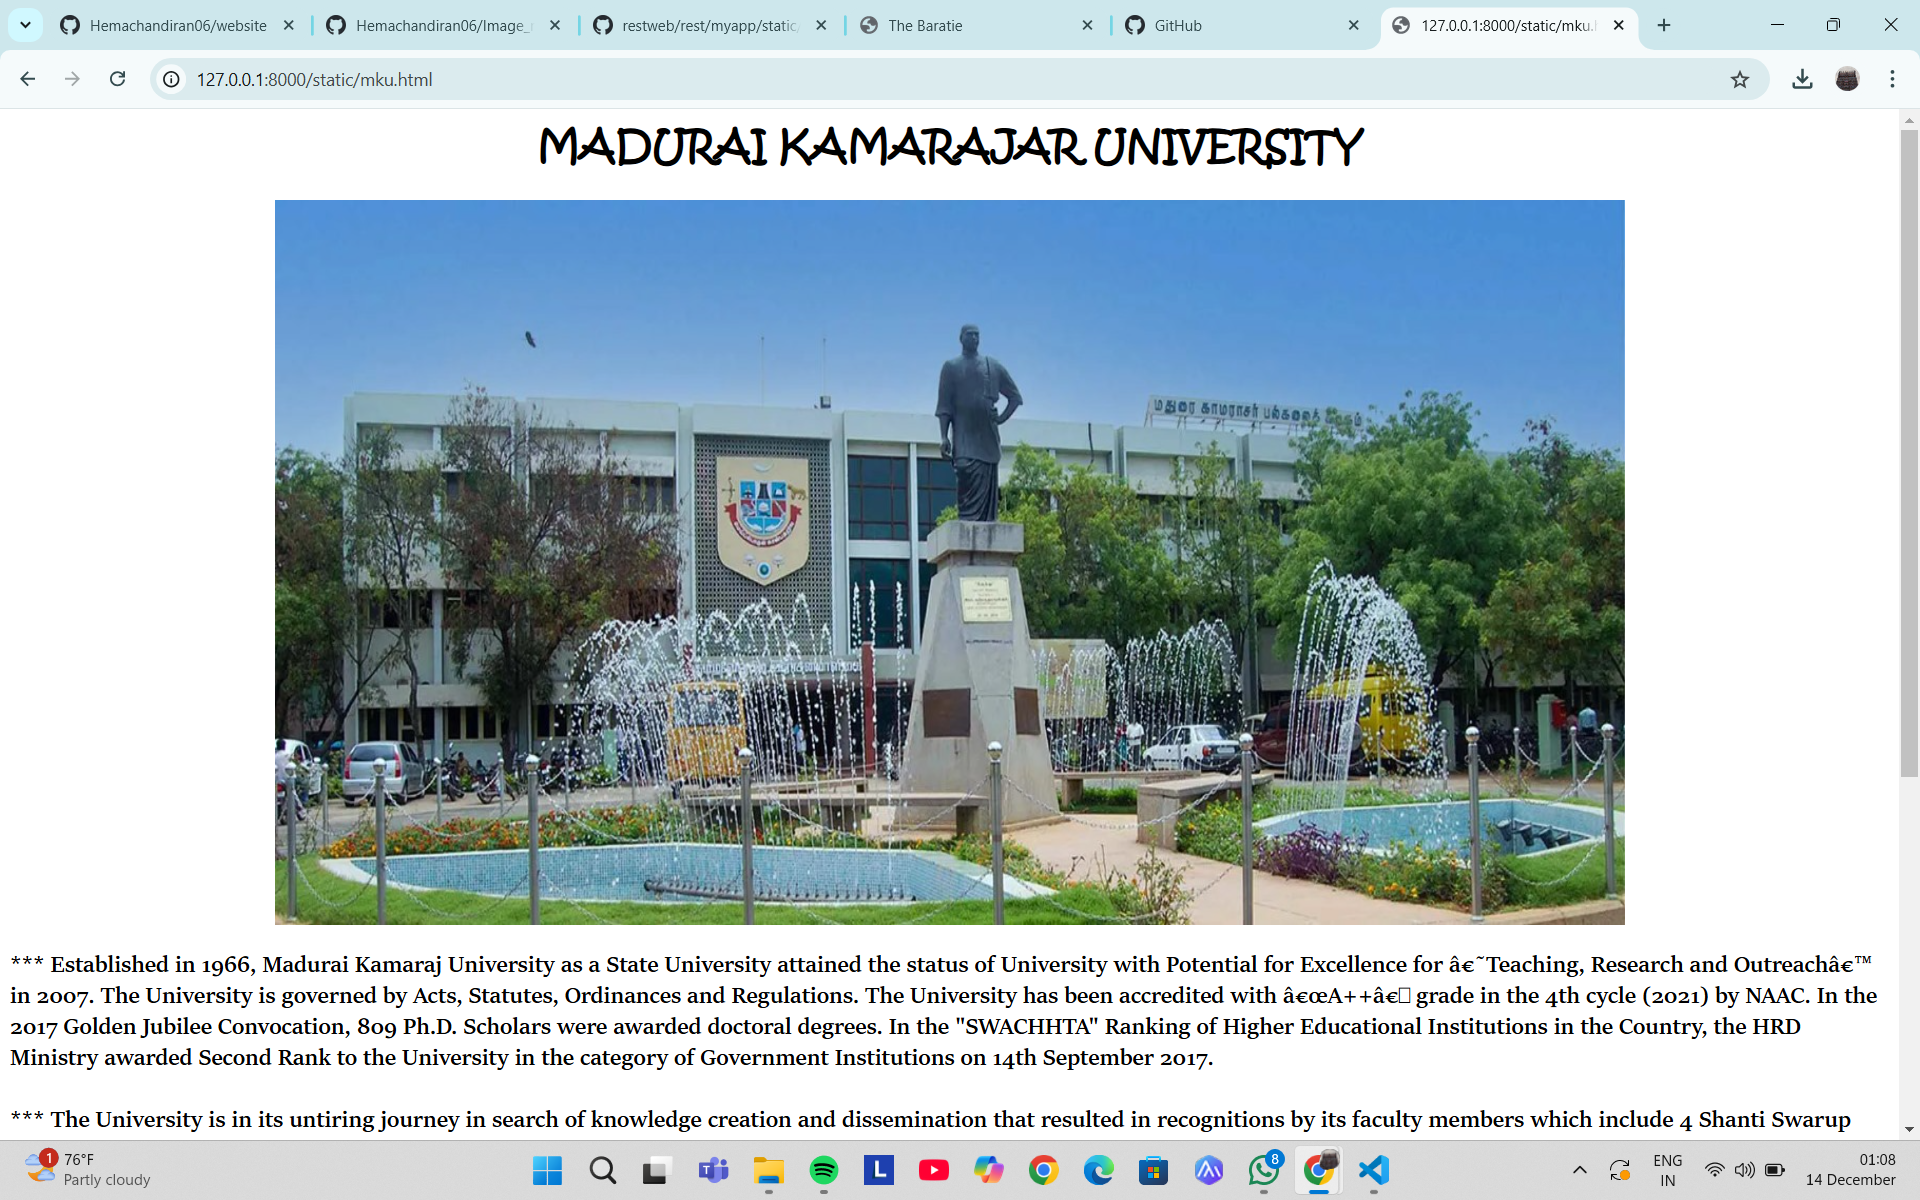 Hemachandiran06/website
Hemachandiran06/Image_
restweb/rest/myapp/static
The Baratie
GitHub
127.0.0.1:8000/static/mku.
127.0.0.1:8000/static/mku.html
MADURAI KAMARAJAR UNIVERSITY
மதுரை காமராசர் பல்கலைக்
*** Established in 1966, Madurai Kamaraj University as a State University attained the status of University with Potential for Excellence for â€˜Teaching, Research and Outreachâ€™
in 2007. The University is governed by Acts, Statutes, Ordinances and Regulations. The University has been accredited with â€œA++â€□ grade in the 4th cycle (2021) by NAAC. In the
2017 Golden Jubilee Convocation, 809 Ph.D. Scholars were awarded doctoral degrees. In the "SWACHHTA" Ranking of Higher Educational Institutions in the Country, the HRD
Ministry awarded Second Rank to the University in the category of Government Institutions on 14th September 2017.
*** The University is in its untiring journey in search of knowledge creation and dissemination that resulted in recognitions by its faculty members which include 4 Shanti Swarup
1
76°F
Partly cloudy
L
8
ENG
IN
01:08
14 December